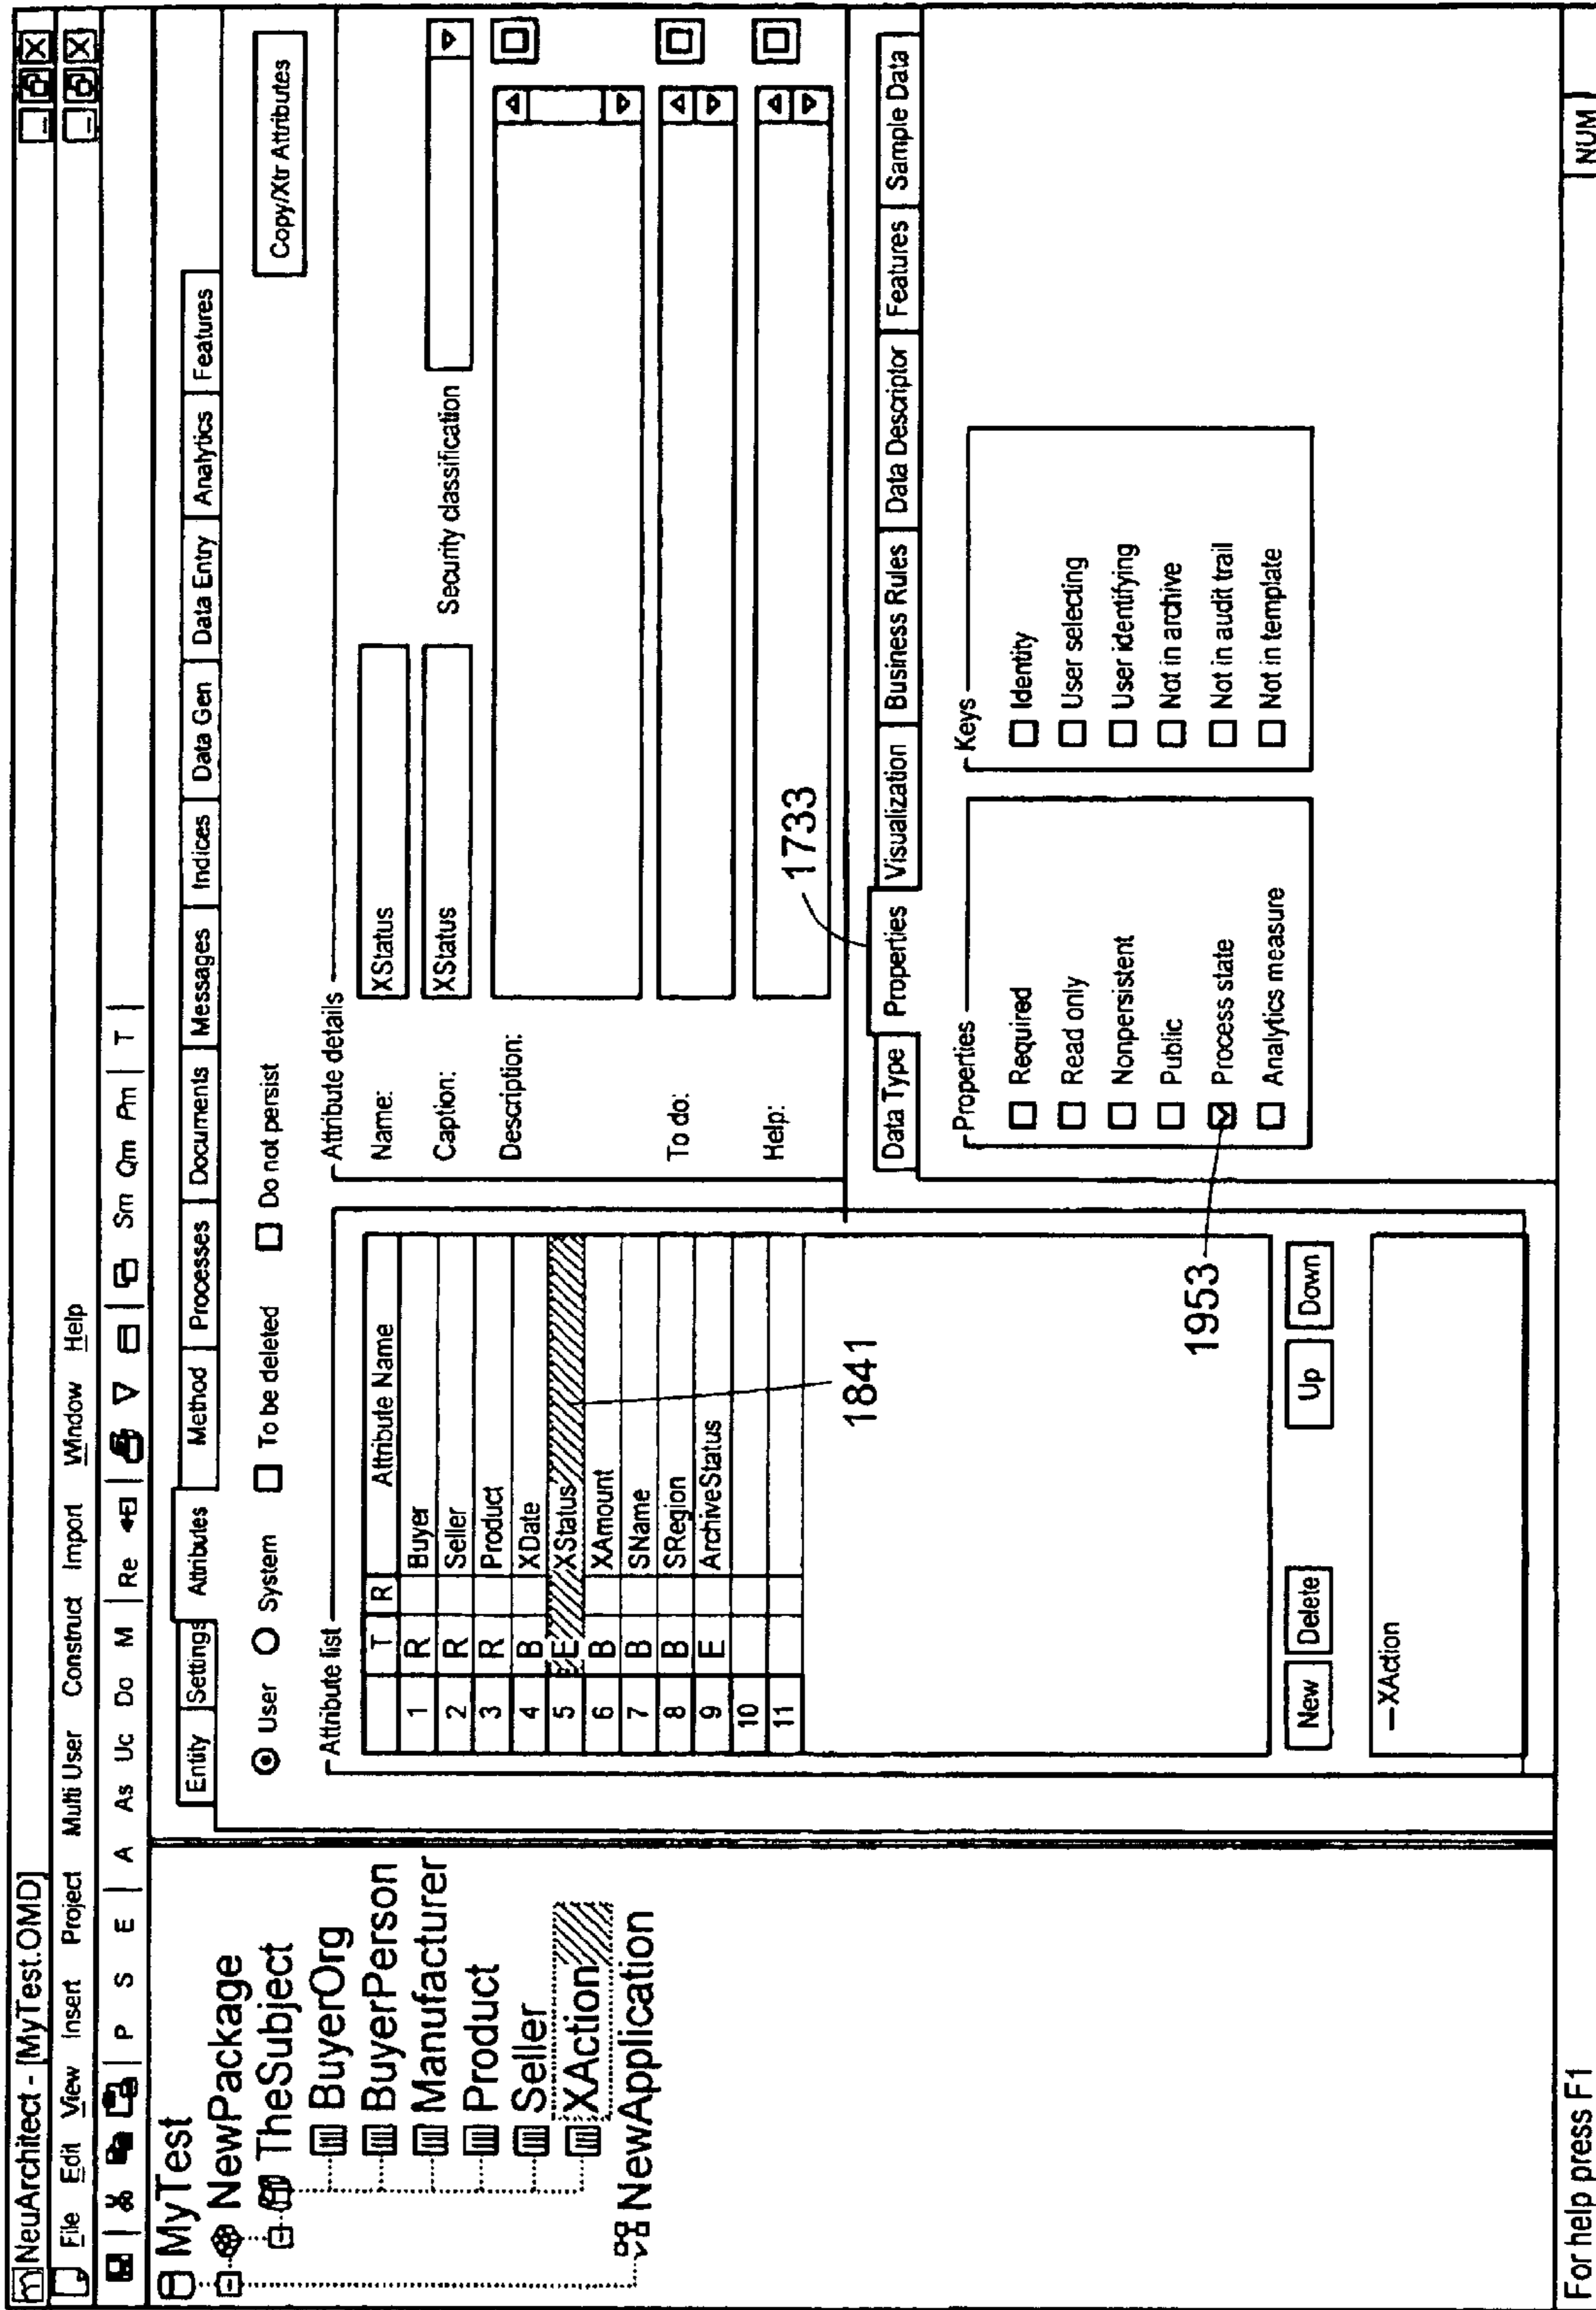 NeuArchitect - [MyTest.OMD]
File Edit View Insert Project Multi User Construct Import Window Help
P S E A As Uc Do M Re Sm Qm Pm T
MyTest
NewPackage
TheSubject
BuyerOrg
BuyerPerson
Manufacturer
Product
Seller
XAction
NewApplication
Entity Settings Attributes Method Processes Documents Messages Indices Data Gen Data Entry Analytics Features
User System To be deleted Do not persist Copy/Xtr Attributes
Attribute list
T R Attribute Name
1 R Buyer
2 R Seller
3 R Product
4 B XDate
5 E XStatus
6 B XAmount
7 B SName
8 B SRegion
9 E ArchiveStatus
10
11
1841
1953
New Delete Up Down
—XAction
Attribute details
Name: XStatus
Caption: XStatus Security classification
Description:
To do:
Help:
1733
Data Type Properties Visualization Business Rules Data Descriptor Features Sample Data
Properties
Required
Read only
Nonpersistent
Public
Process state
Analytics measure
Keys
Identity
User selecting
User identifying
Not in archive
Not in audit trail
Not in template
For help press F1 NUM